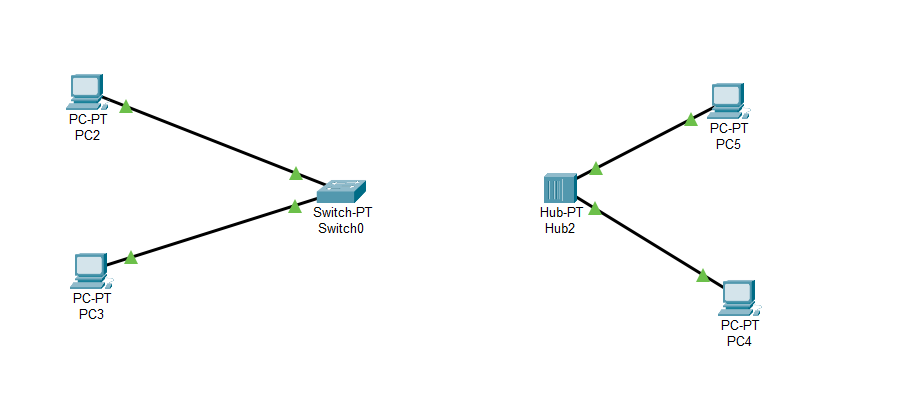 PC-PT
PC2
PC-PT
PC5
Switch-PT
Switch0
Hub-PT
Hub2
PC-PT
PC3
PC-PT
PC4